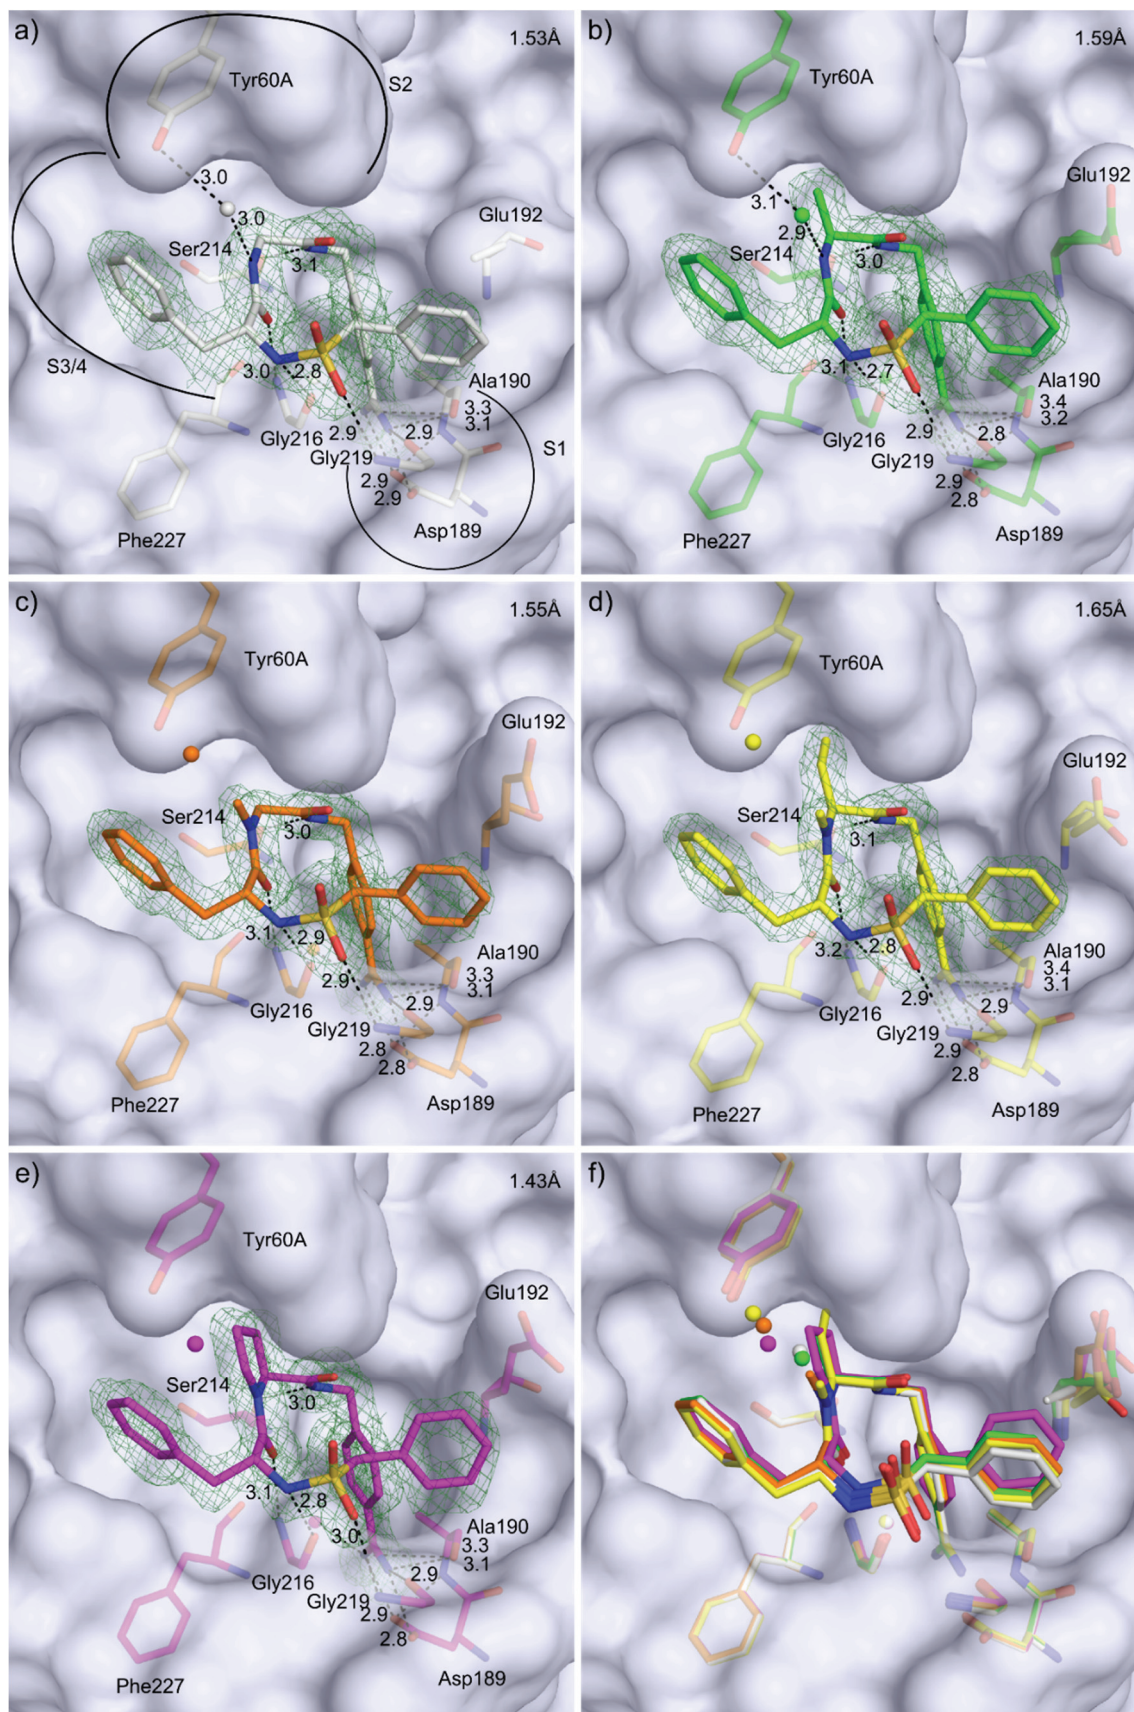 a)
1.53Å
Tyr60A
S2
3.0
3.0
Glu192
Ser214
3.1
S3/4
3.0
2.8
Ala190
3.3
3.1
2.9
2.9
Gly216
S1
Gly219
2.9
2.9
Asp189
Phe227
b)
1.59Å
Tyr60A
Glu192
3.1
2.9
Ser214
3.0
3.1
2.7
Ala190
3.4
3.2
2.9
2.8
Gly216
Gly219
2.9
2.8
Phe227
Asp189
c)
1.55Å
Tyr60A
Glu192
Ser214
3.0
3.1
2.9
Ala190
3.3
3.1
2.9
2.9
Gly216
Gly219
2.8
2.8
Phe227
Asp189
d)
1.65Å
Tyr60A
Glu192
Ser214
3.1
3.2
2.8
Ala190
3.4
3.1
2.9
2.9
Gly216
Gly219
2.9
2.8
Phe227
Asp189
e)
1.43Å
Tyr60A
Glu192
Ser214
3.0
3.1
2.8
Ala190
3.3
3.1
3.0
2.9
Gly216
Gly219
2.9
2.8
Phe227
Asp189
f)